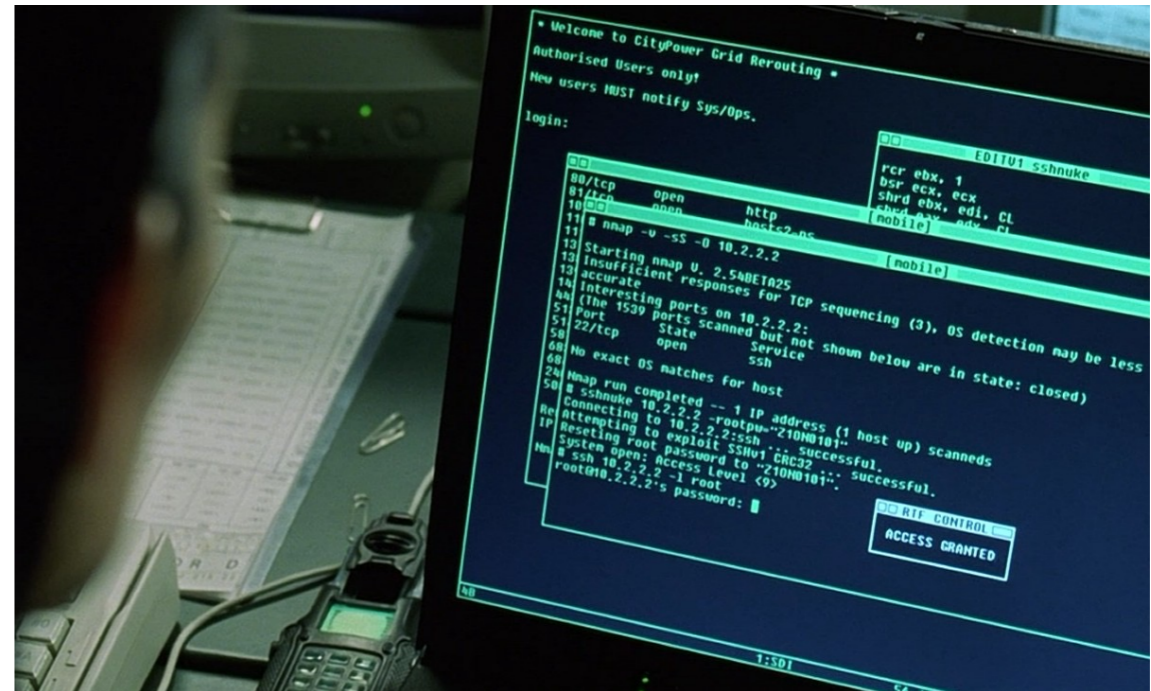 * Welcome to CityPower Grid Rerouting *
Authorised Users only!
New users MUST notify Sys/Ops.
login:
EDITV1 sshnuke
rcr ebx, 1
bsr ecx, ecx
shrd ebx, edi, CL
[mobile]
80/tcp open http
81/tcp open hosts2-ns
[mobile]
# nmap -v -sS -O 10.2.2.2
Starting nmap V. 2.54BETA25
Insufficient responses for TCP sequencing (3), OS detection may be less
accurate
Interesting ports on 10.2.2.2:
(The 1539 ports scanned but not shown below are in state: closed)
Port State Service
22/tcp open ssh
No exact OS matches for host
Nmap run completed -- 1 IP address (1 host up) scanneds
# sshnuke 10.2.2.2 -rootpw="Z10N0101"
Connecting to 10.2.2.2:ssh ... successful.
Attempting to exploit SSHv1 CRC32 ... successful.
Reseting root password to "Z10N0101".
System open: Access Level <9>
# ssh 10.2.2.2 -l root
root@10.2.2.2's password:
RTF CONTROL
ACCESS GRANTED